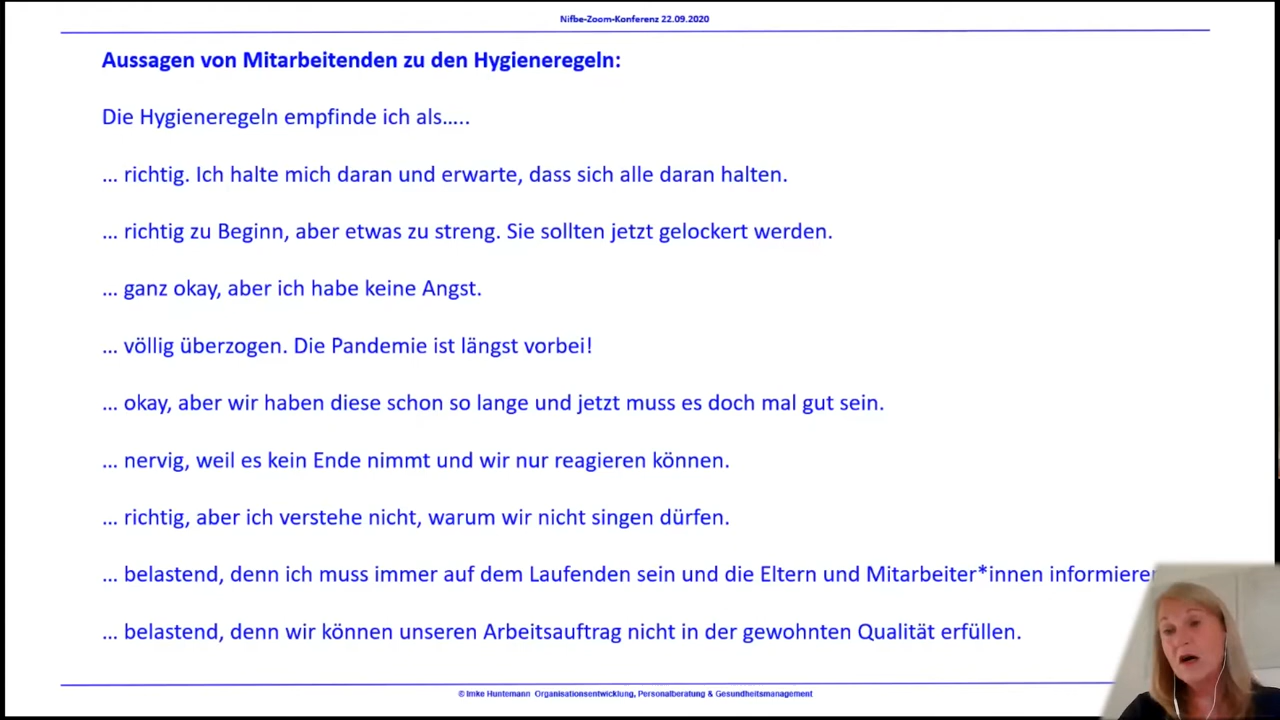 Nifbe-Zoom-Konferenz 22.09.2020
Aussagen von Mitarbeitenden zu den Hygieneregeln:
Die Hygieneregeln empfinde ich als…..
… richtig. Ich halte mich daran und erwarte, dass sich alle daran halten.
… richtig zu Beginn, aber etwas zu streng. Sie sollten jetzt gelockert werden.
… ganz okay, aber ich habe keine Angst.
… völlig überzogen. Die Pandemie ist längst vorbei!
… okay, aber wir haben diese schon so lange und jetzt muss es doch mal gut sein.
… nervig, weil es kein Ende nimmt und wir nur reagieren können.
… richtig, aber ich verstehe nicht, warum wir nicht singen dürfen.
… belastend, denn ich muss immer auf dem Laufenden sein und die Eltern und Mitarbeiter*innen informieren
… belastend, denn wir können unseren Arbeitsauftrag nicht in der gewohnten Qualität erfüllen.
© Imke Huntemann Organisationsentwicklung, Personalberatung & Gesundheitsmanagement